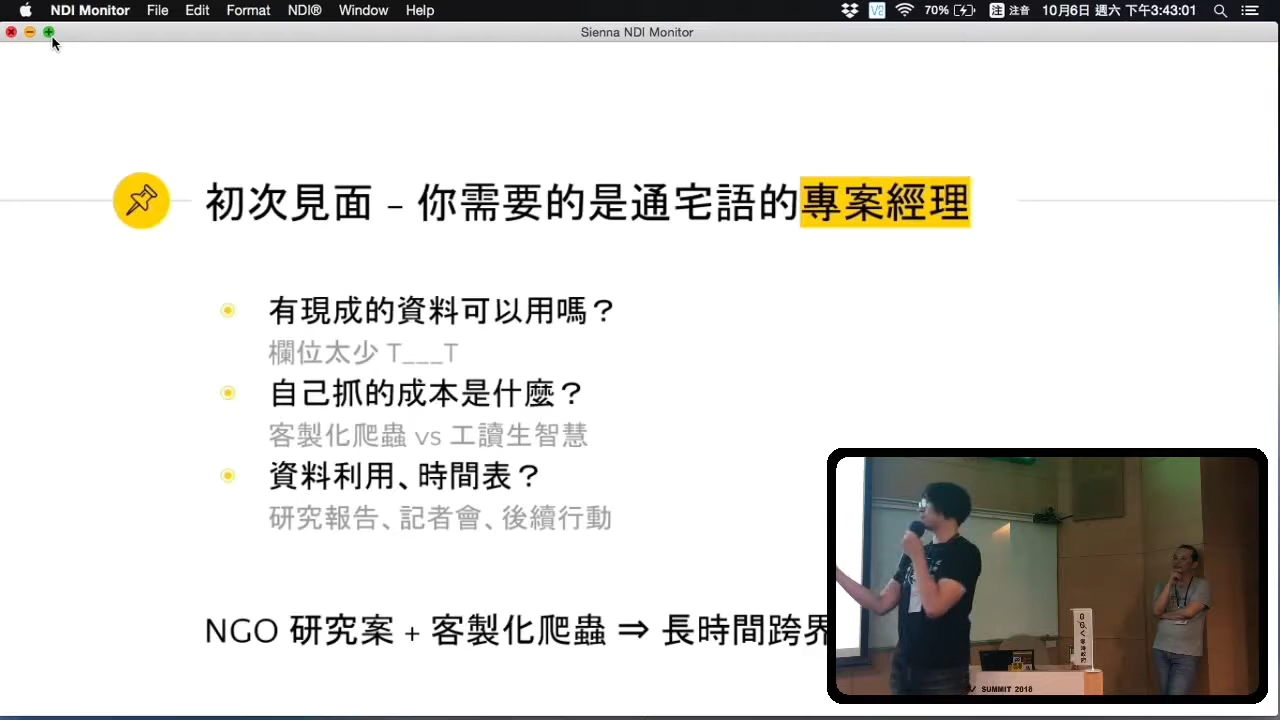 NDI Monitor File Edit Format NDI® Window Help 70% 注 注音 10月6日 週六 下午3:43:01
Sienna NDI Monitor
初次見面 – 你需要的是通宅語的專案經理
有現成的資料可以用嗎？
欄位太少 T___T
自己抓的成本是什麼？
客製化爬蟲 vs 工讀生智慧
資料利用、時間表？
研究報告、記者會、後續行動
NGO 研究案 + 客製化爬蟲 ⇒ 長時間跨界
SUMMIT 2018